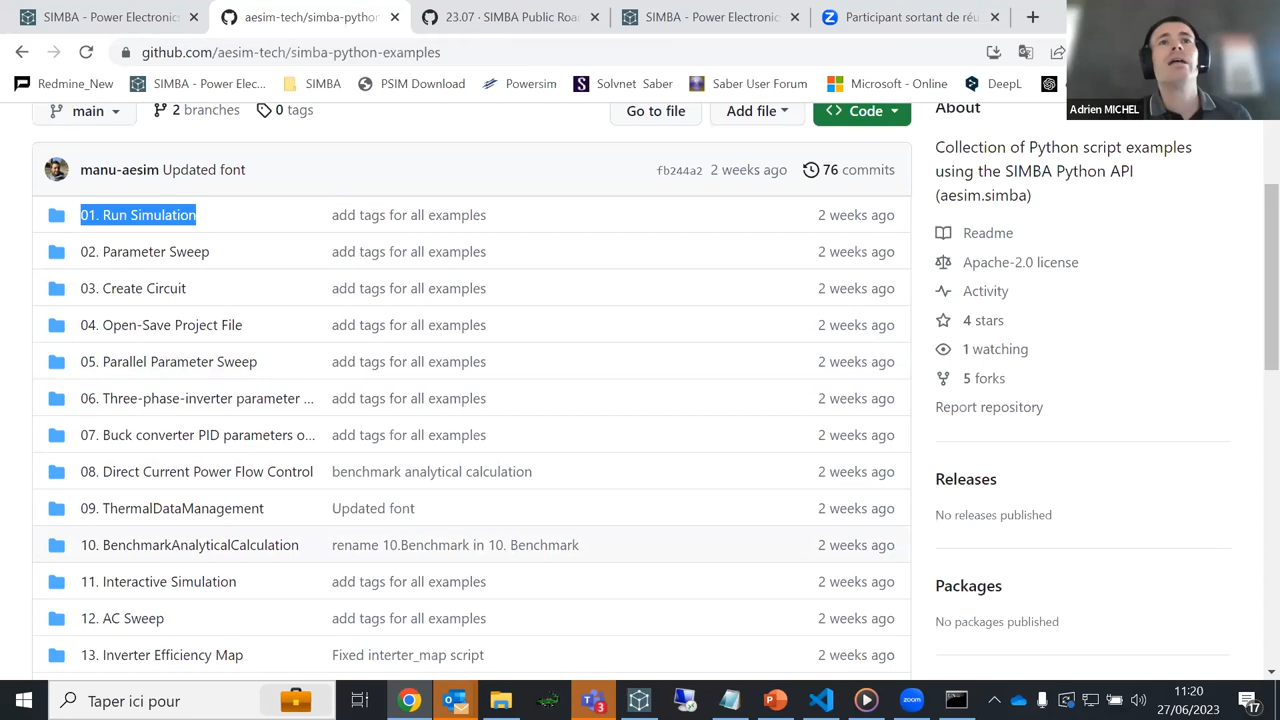 SIMBA - Power Electronics
aesim-tech/simba-python
23.07 · SIMBA Public Roa
SIMBA - Power Electronics
Participant sortant de réu
github.com/aesim-tech/simba-python-examples
Redmine_New
SIMBA - Power Elec...
SIMBA
PSIM Download
Powersim
Solvnet Saber
Saber User Forum
Microsoft - Online
DeepL
Adrien MICHEL
main
2 branches
0 tags
Go to file
Add file
Code
manu-aesim Updated font
fb244a2 2 weeks ago
76 commits
01. Run Simulation add tags for all examples 2 weeks ago
02. Parameter Sweep add tags for all examples 2 weeks ago
03. Create Circuit add tags for all examples 2 weeks ago
04. Open-Save Project File add tags for all examples 2 weeks ago
05. Parallel Parameter Sweep add tags for all examples 2 weeks ago
06. Three-phase-inverter parameter ... add tags for all examples 2 weeks ago
07. Buck converter PID parameters o... add tags for all examples 2 weeks ago
08. Direct Current Power Flow Control benchmark analytical calculation 2 weeks ago
09. ThermalDataManagement Updated font 2 weeks ago
10. BenchmarkAnalyticalCalculation rename 10.Benchmark in 10. Benchmark 2 weeks ago
11. Interactive Simulation add tags for all examples 2 weeks ago
12. AC Sweep add tags for all examples 2 weeks ago
13. Inverter Efficiency Map Fixed interter_map script 2 weeks ago
About
Collection of Python script examples
using the SIMBA Python API
(aesim.simba)
Readme
Apache-2.0 license
Activity
4 stars
1 watching
5 forks
Report repository
Releases
No releases published
Packages
No packages published
Taper ici pour
3
zoom
11:20
27/06/2023
17